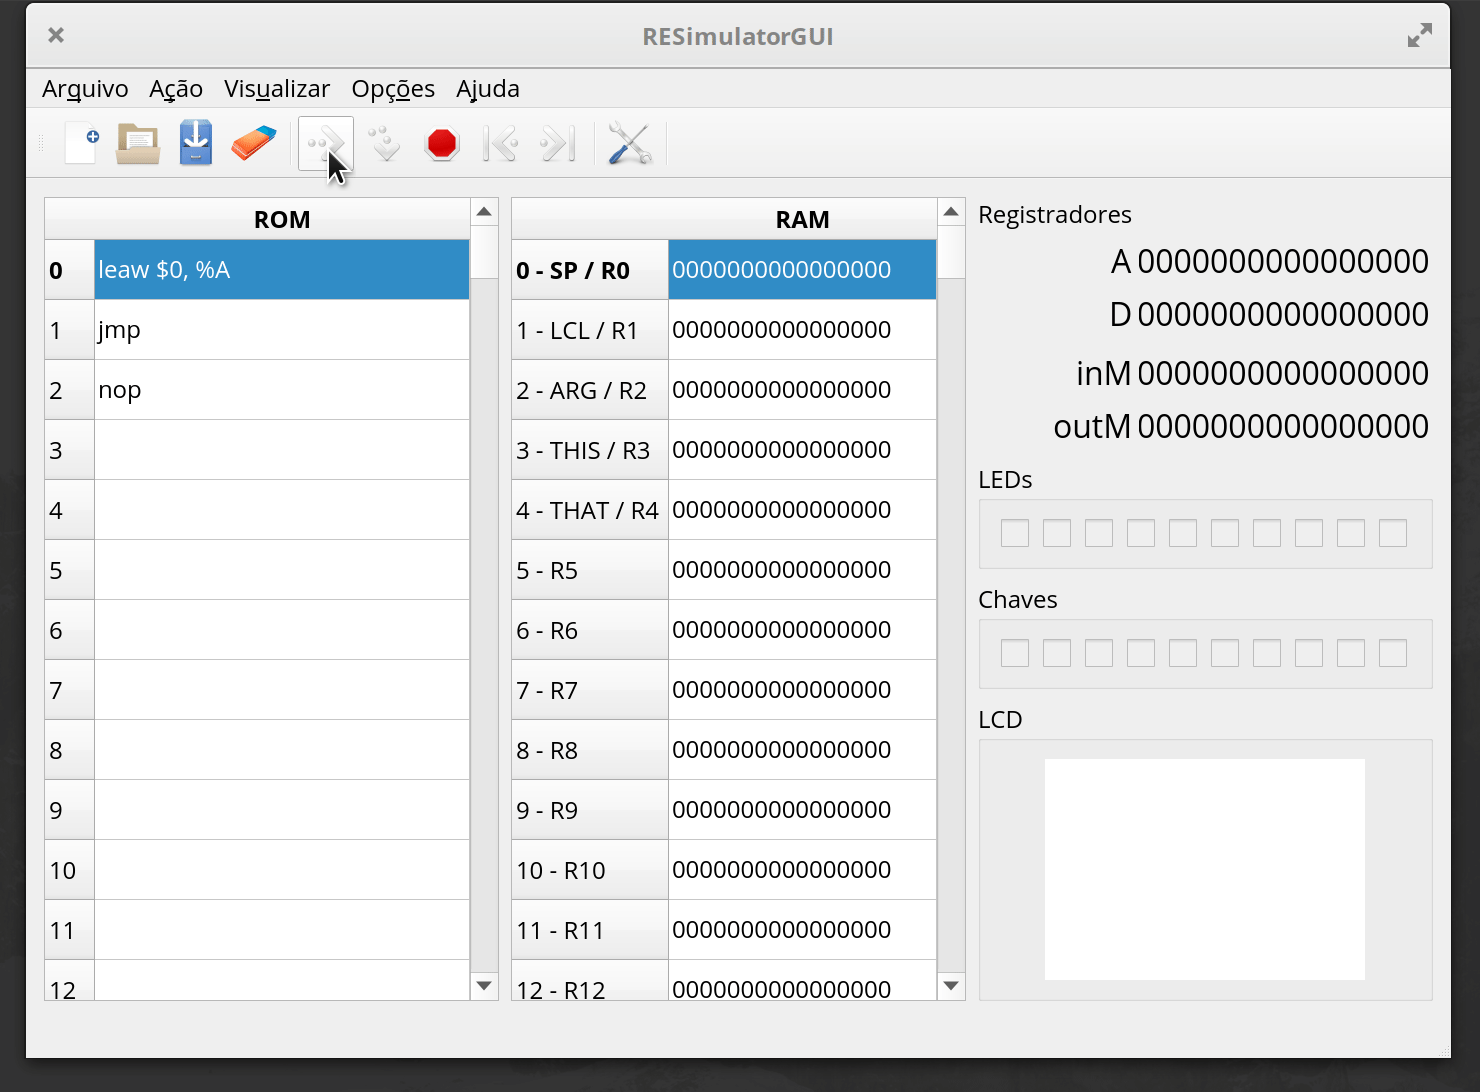 RESimulatorGUI
Arquivo Ação Visualizar Opções Ajuda
ROM
0 leaw $0, %A
1 jmp
2 nop
3
4
5
6
7
8
9
10
11
12
RAM
0 - SP / R0 0000000000000000
1 - LCL / R1 0000000000000000
2 - ARG / R2 0000000000000000
3 - THIS / R3 0000000000000000
4 - THAT / R4 0000000000000000
5 - R5 0000000000000000
6 - R6 0000000000000000
7 - R7 0000000000000000
8 - R8 0000000000000000
9 - R9 0000000000000000
10 - R10 0000000000000000
11 - R11 0000000000000000
12 - R12 0000000000000000
Registradores
A 0000000000000000
D 0000000000000000
inM 0000000000000000
outM 0000000000000000
LEDs
Chaves
LCD